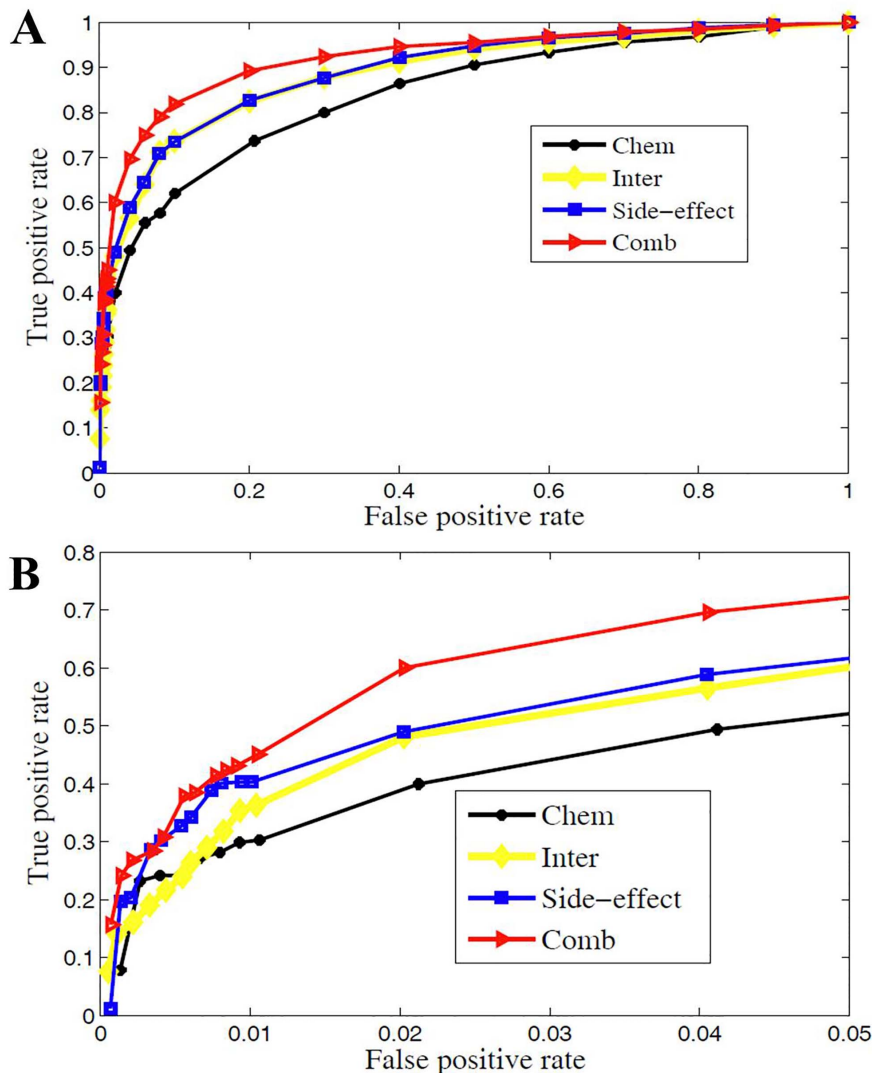 A
1
0.9
0.8
0.7
0.6
0.5
0.4
0.3
0.2
0.1
0
True positive rate
Chem
Inter
Side-effect
Comb
0 0.2 0.4 0.6 0.8 1
False positive rate
B
0.8
0.7
0.6
0.5
0.4
0.3
0.2
0.1
0
True positive rate
Chem
Inter
Side-effect
Comb
0 0.01 0.02 0.03 0.04 0.05
False positive rate